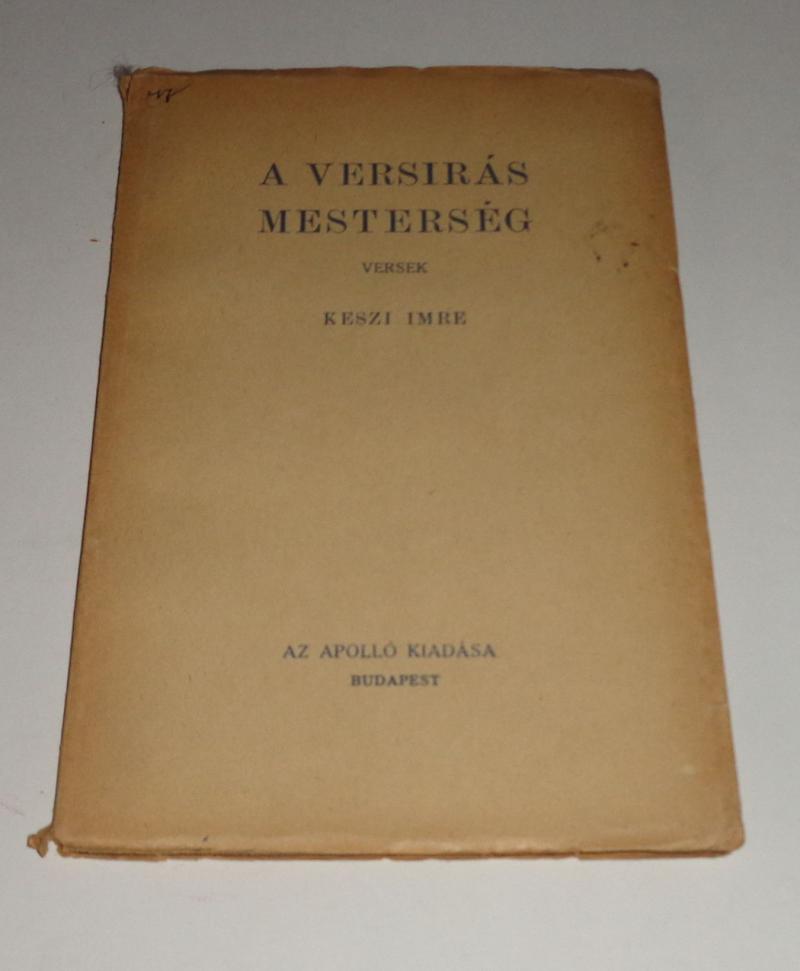 A VERSIRÁS
MESTERSÉG
VERSEK
KESZI IMRE
AZ APOLLÓ KIADÁSA
BUDAPEST